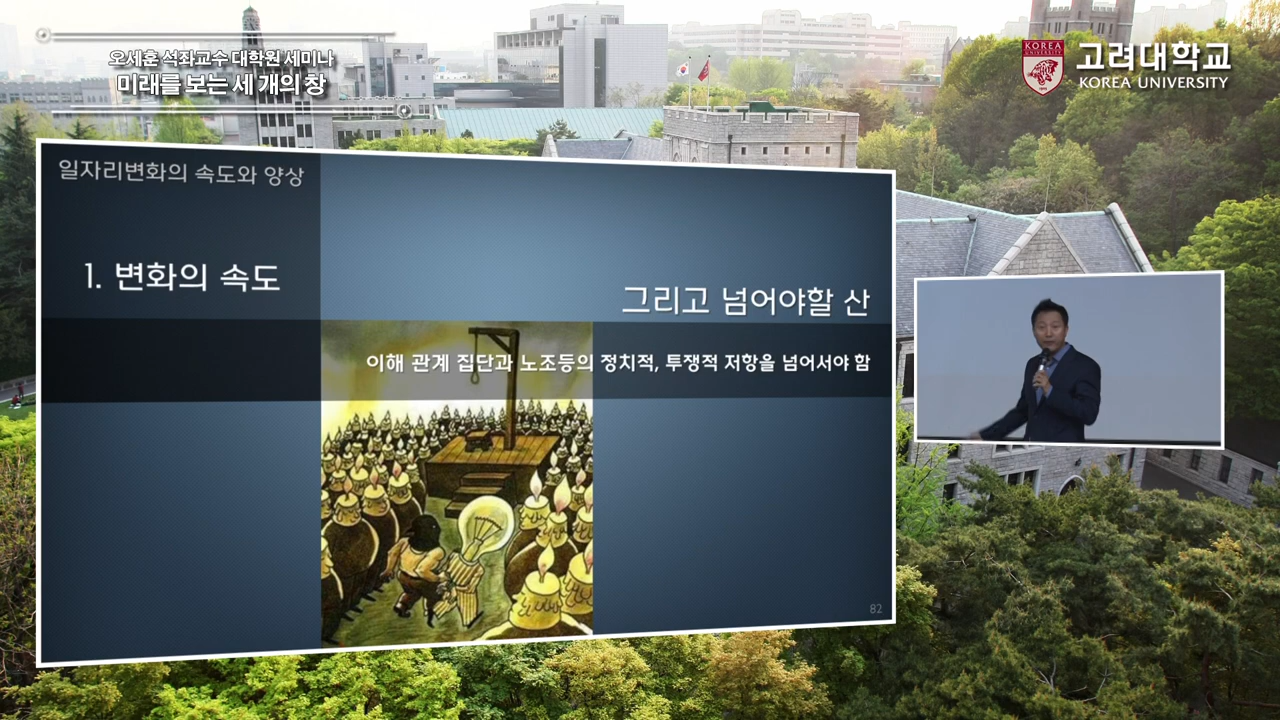 오세훈 석좌교수 대학원 세미나
미래를 보는 세 개의 창
KOREA
UNIVERSITY
고려대학교
KOREA UNIVERSITY
일자리변화의 속도와 양상
1. 변화의 속도
그리고 넘어야할 산
이해 관계 집단과 노조등의 정치적, 투쟁적 저항을 넘어서야 함
82